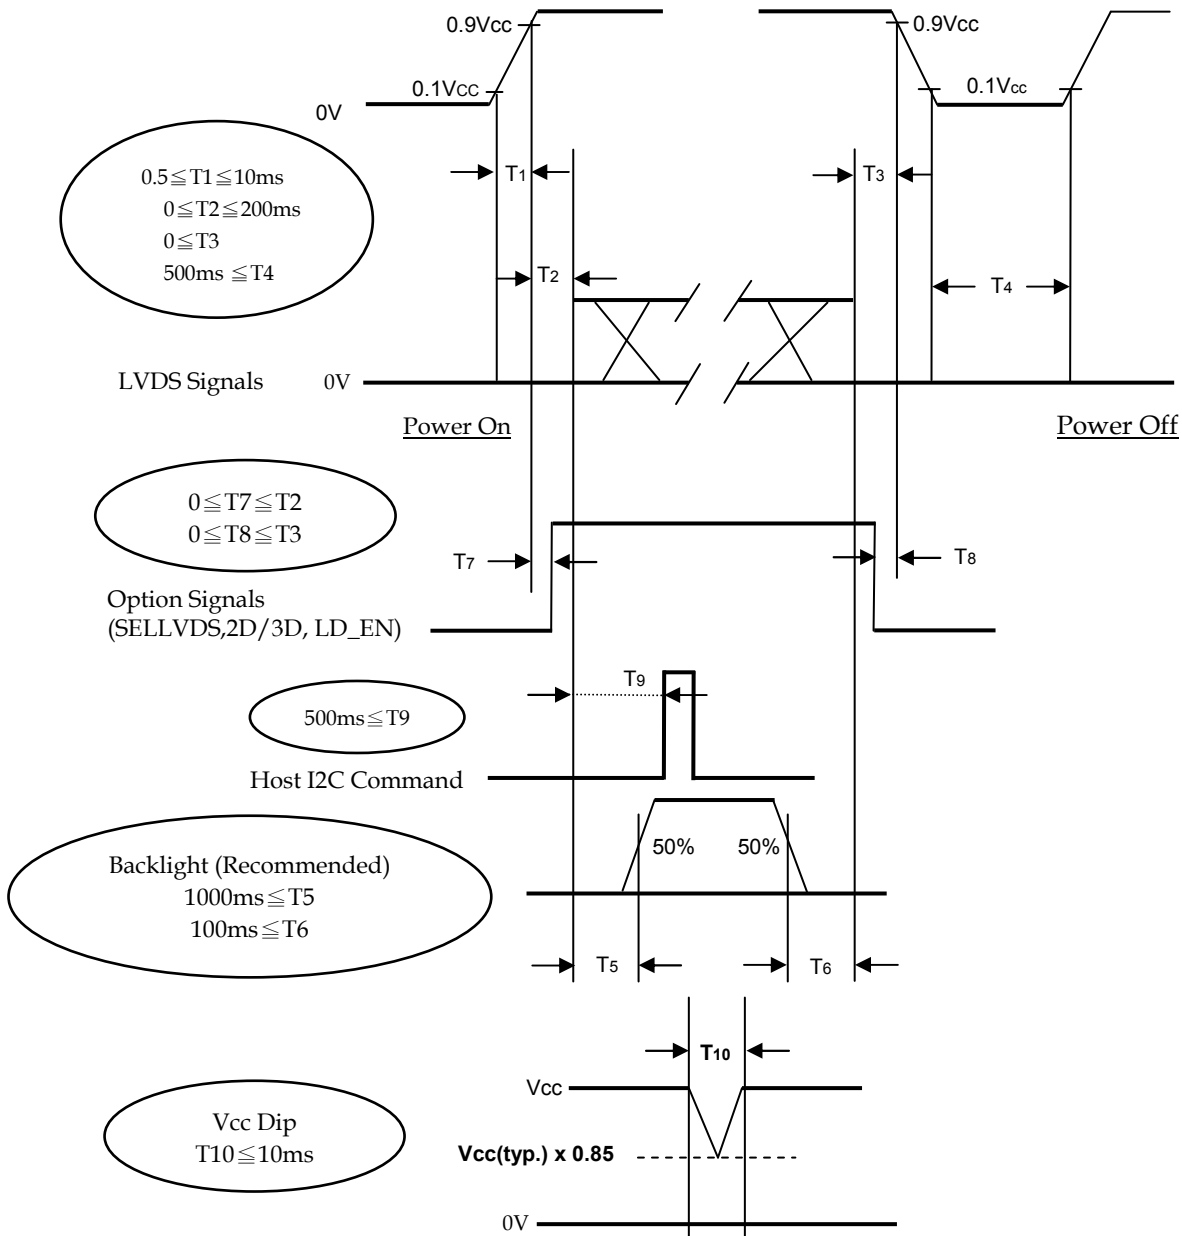 0.9Vcc
0.9Vcc
0.1Vcc
0.1Vcc
0V
0.5≦T1≦10ms
0≦T2≦200ms
0≦T3
500ms ≦T4
T1
T3
T2
T4
LVDS Signals
0V
Power On
Power Off
0≦T7≦T2
0≦T8≦T3
T7
T8
Option Signals
(SELLVDS,2D/3D, LD_EN)
T9
500ms≦T9
Host I2C Command
50%
50%
Backlight (Recommended)
1000ms≦T5
100ms≦T6
T5
T6
T10
Vcc
Vcc Dip
T10≦10ms
Vcc(typ.) x 0.85
0V